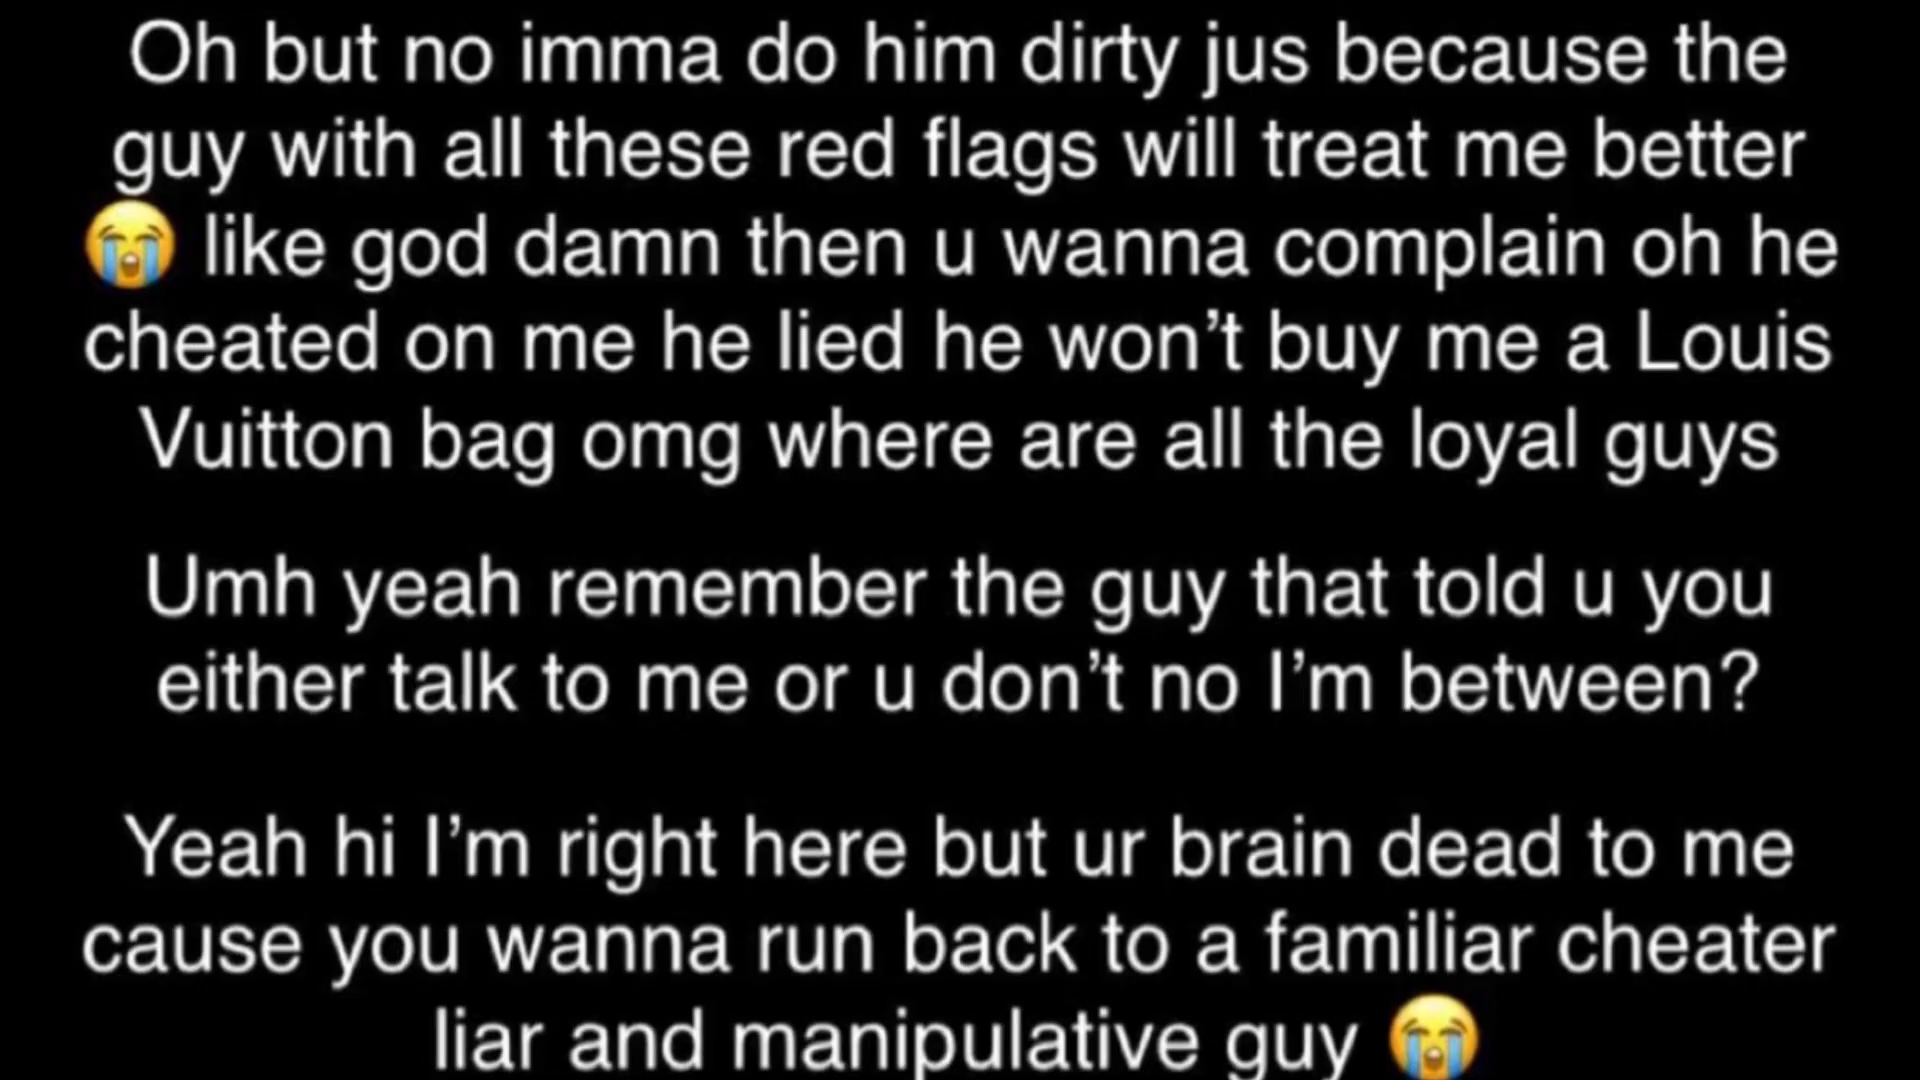 Oh but no imma do him dirty jus because the
guy with all these red flags will treat me better
😭 like god damn then u wanna complain oh he
cheated on me he lied he won’t buy me a Louis
Vuitton bag omg where are all the loyal guys
Umh yeah remember the guy that told u you
either talk to me or u don’t no I’m between?
Yeah hi I’m right here but ur brain dead to me
cause you wanna run back to a familiar cheater
liar and manipulative guy 😭